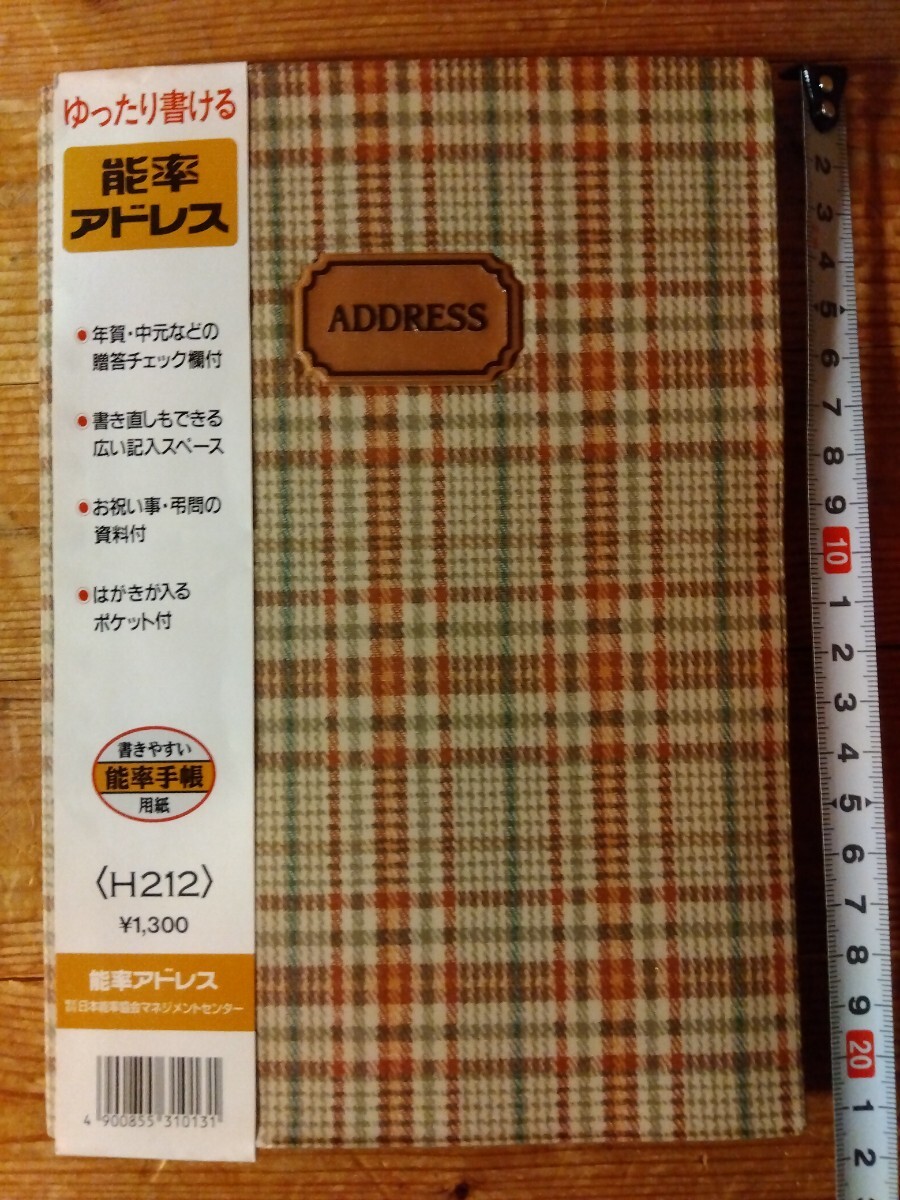 ゆったり書ける
能率
アドレス
年賀・中元などの
贈答チェック欄付
書き直しもできる
広い記入スペース
お祝い事・弔問の
資料付
はがきが入る
ポケット付
書きやすい
能率手帳
用紙
〈H212〉
¥1,300
能率アドレス
日本能率協会マネジメントセンター
4 900855 310131
ADDRESS
2
3
4
5
6
7
8
9
10
1
2
3
4
5
6
7
8
9
20
1
2